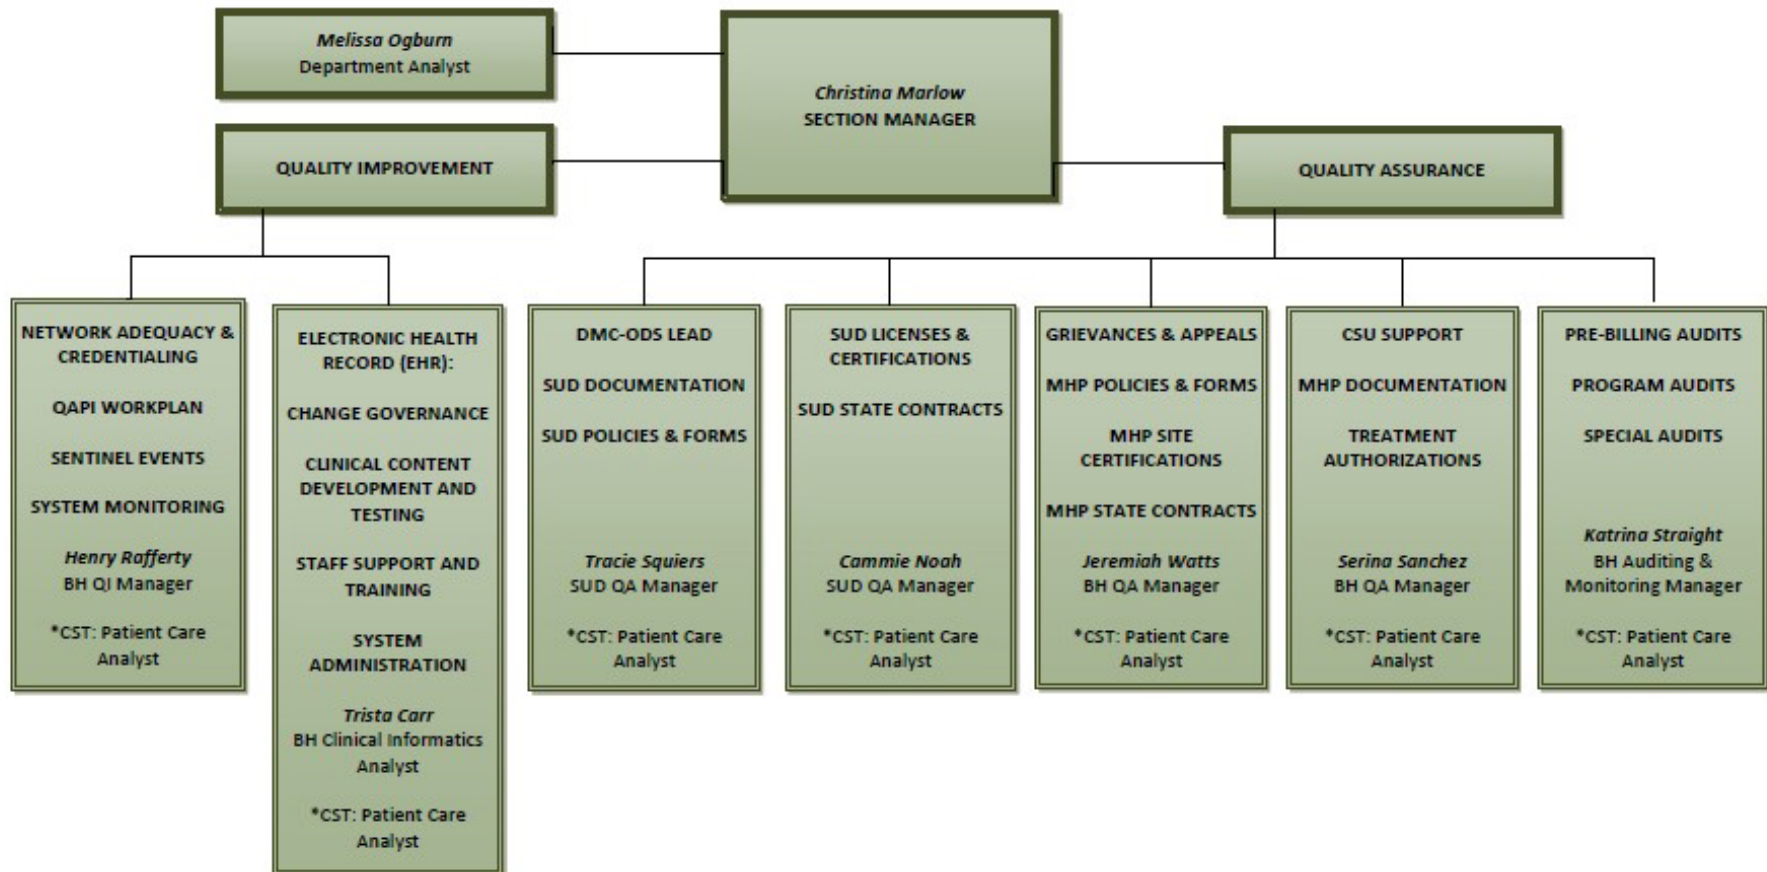 Melissa Ogburn
Department Analyst
Christina Marlow
SECTION MANAGER
QUALITY IMPROVEMENT
QUALITY ASSURANCE
NETWORK ADEQUACY &
CREDENTIALING
QAPI WORKPLAN
SENTINEL EVENTS
SYSTEM MONITORING
Henry Rafferty
BH QI Manager
*CST: Patient Care
Analyst
ELECTRONIC HEALTH
RECORD (EHR):
CHANGE GOVERNANCE
CLINICAL CONTENT
DEVELOPMENT AND
TESTING
STAFF SUPPORT AND
TRAINING
SYSTEM
ADMINISTRATION
Trista Carr
BH Clinical Informatics
Analyst
*CST: Patient Care
Analyst
DMC-ODS LEAD
SUD DOCUMENTATION
SUD POLICIES & FORMS
Tracie Squiers
SUD QA Manager
*CST: Patient Care
Analyst
SUD LICENSES &
CERTIFICATIONS
SUD STATE CONTRACTS
Cammie Noah
SUD QA Manager
*CST: Patient Care
Analyst
GRIEVANCES & APPEALS
MHP POLICIES & FORMS
MHP SITE
CERTIFICATIONS
MHP STATE CONTRACTS
Jeremiah Watts
BH QA Manager
*CST: Patient Care
Analyst
CSU SUPPORT
MHP DOCUMENTATION
TREATMENT
AUTHORIZATIONS
Serina Sanchez
BH QA Manager
*CST: Patient Care
Analyst
PRE-BILLING AUDITS
PROGRAM AUDITS
SPECIAL AUDITS
Katrina Straight
BH Auditing &
Monitoring Manager
*CST: Patient Care
Analyst